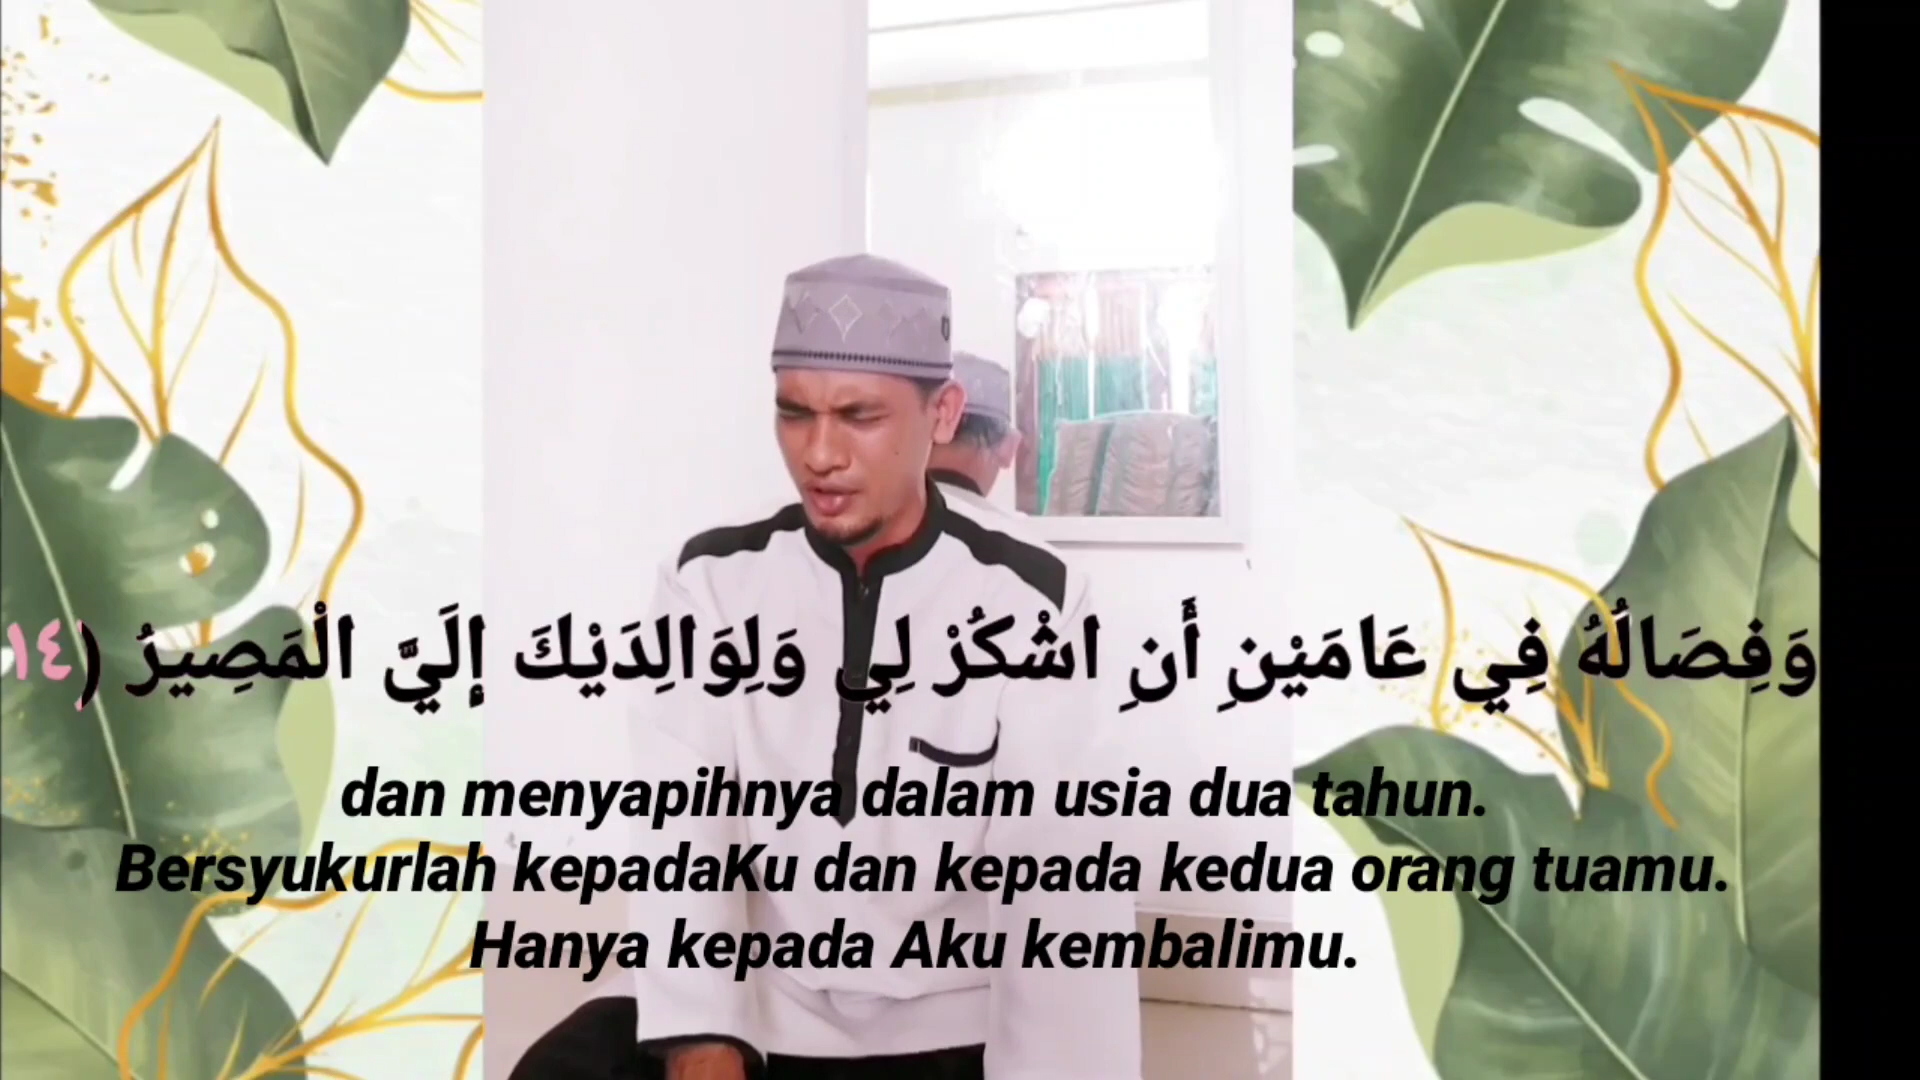 وَفِصَالُهُ فِي عَامَيْنِ أَنِ اشْكُرْ لِي وَلِوَالِدَيْكَ إِلَيَّ الْمَصِيرُ (١٤
dan menyapihnya dalam usia dua tahun.
Bersyukurlah kepadaKu dan kepada kedua orang tuamu.
Hanya kepada Aku kembalimu.